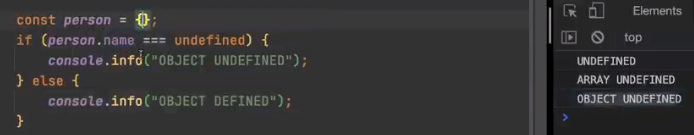 const person = {};
if (person.name === undefined) {
console.info("OBJECT UNDEFINED");
} else {
console.info("OBJECT DEFINED");
}
Elements
top
UNDEFINED
ARRAY UNDEFINED
OBJECT UNDEFINED
>